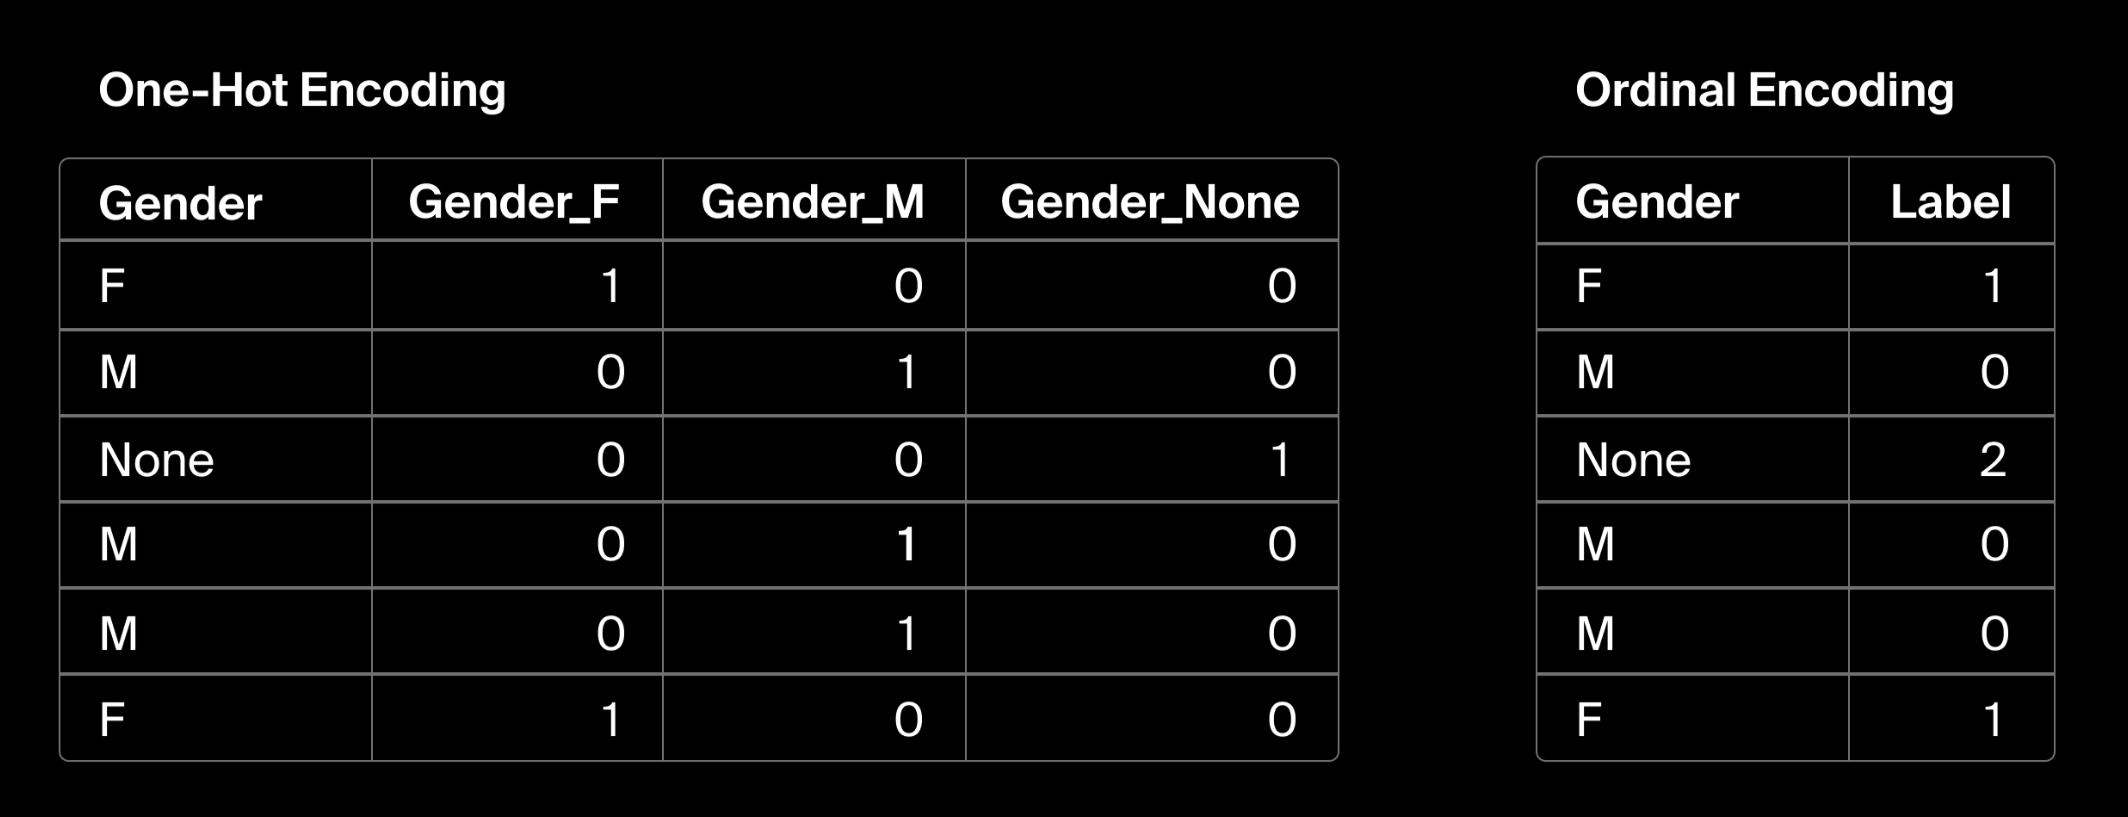 One-Hot Encoding
Gender Gender_F Gender_M Gender_None
F 1 0 0
M 0 1 0
None 0 0 1
M 0 1 0
M 0 1 0
F 1 0 0
Ordinal Encoding
Gender Label
F 1
M 0
None 2
M 0
M 0
F 1